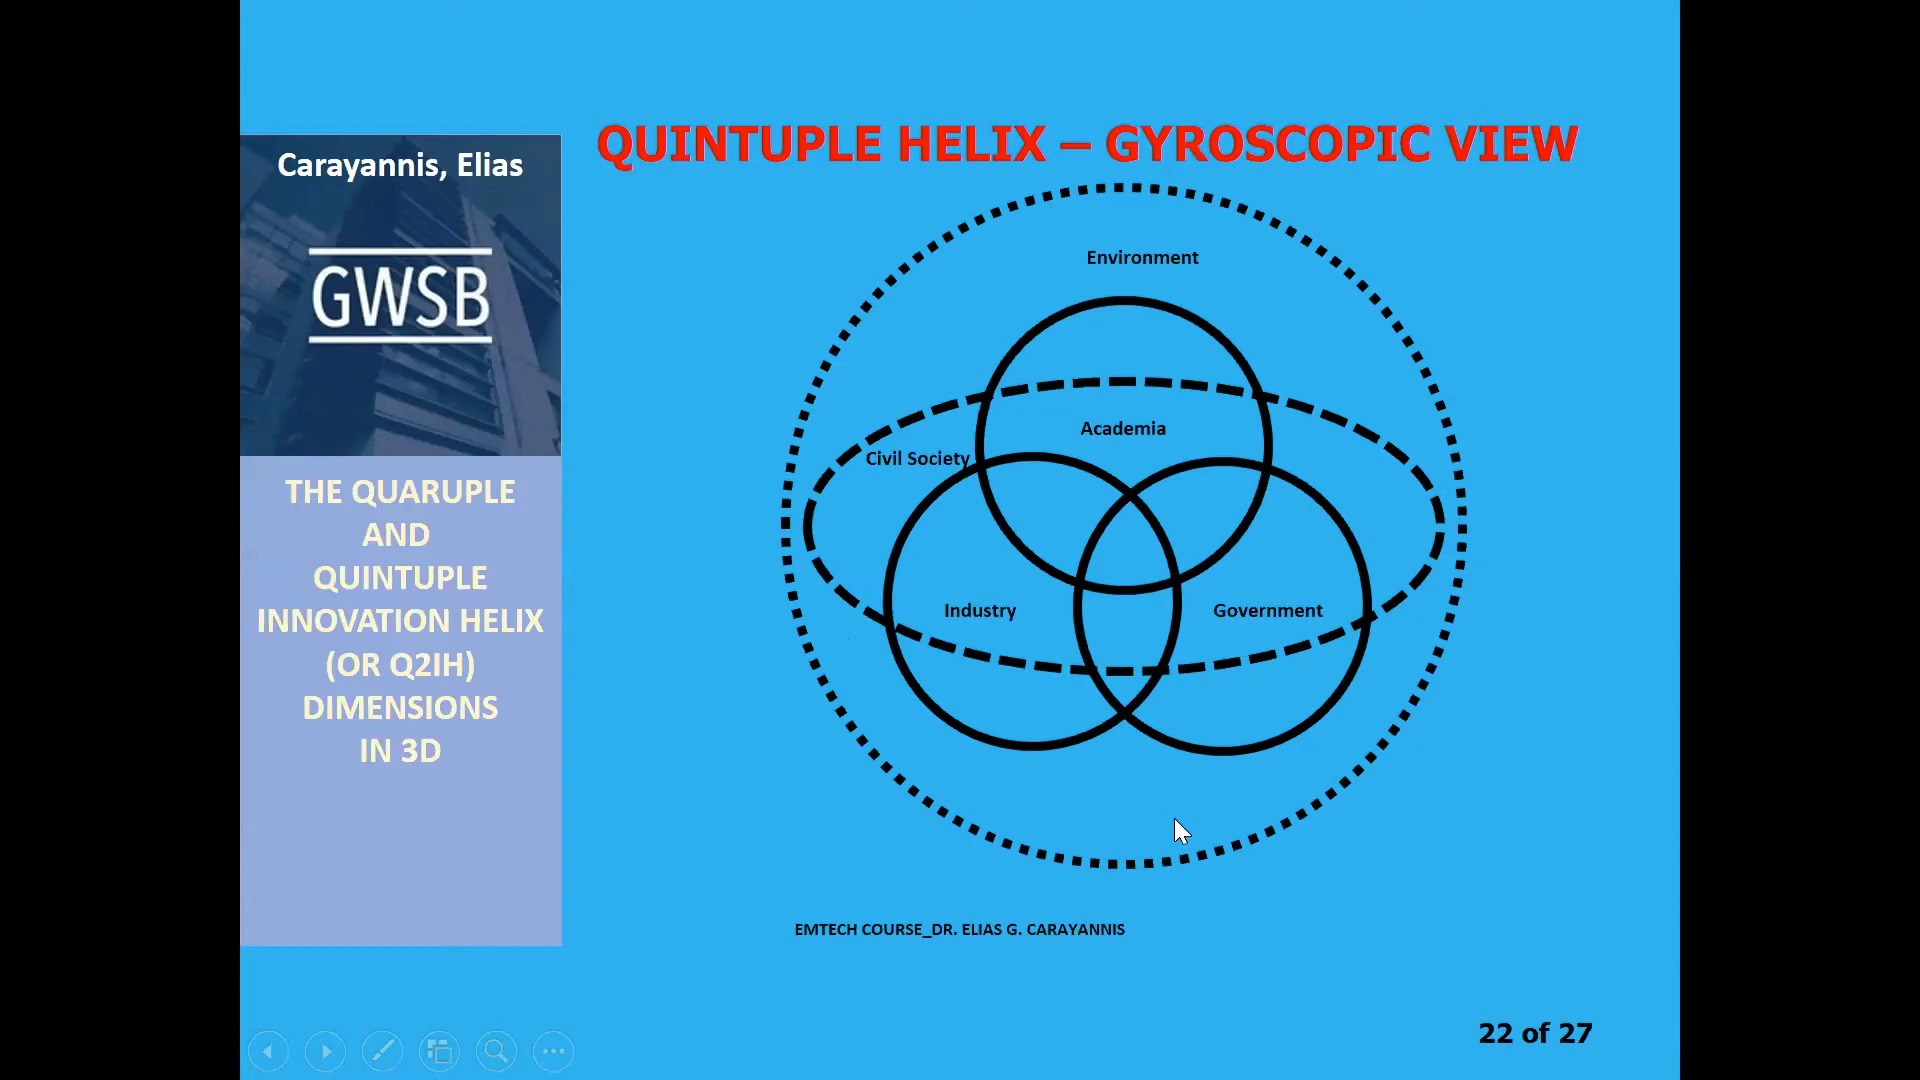 QUINTUPLE HELIX – GYROSCOPIC VIEW
Carayannis, Elias
GWSB
THE QUARUPLE
AND
QUINTUPLE
INNOVATION HELIX
(OR Q2IH)
DIMENSIONS
IN 3D
Environment
Academia
Civil Society
Industry
Government
EMTECH COURSE_DR. ELIAS G. CARAYANNIS
22 of 27